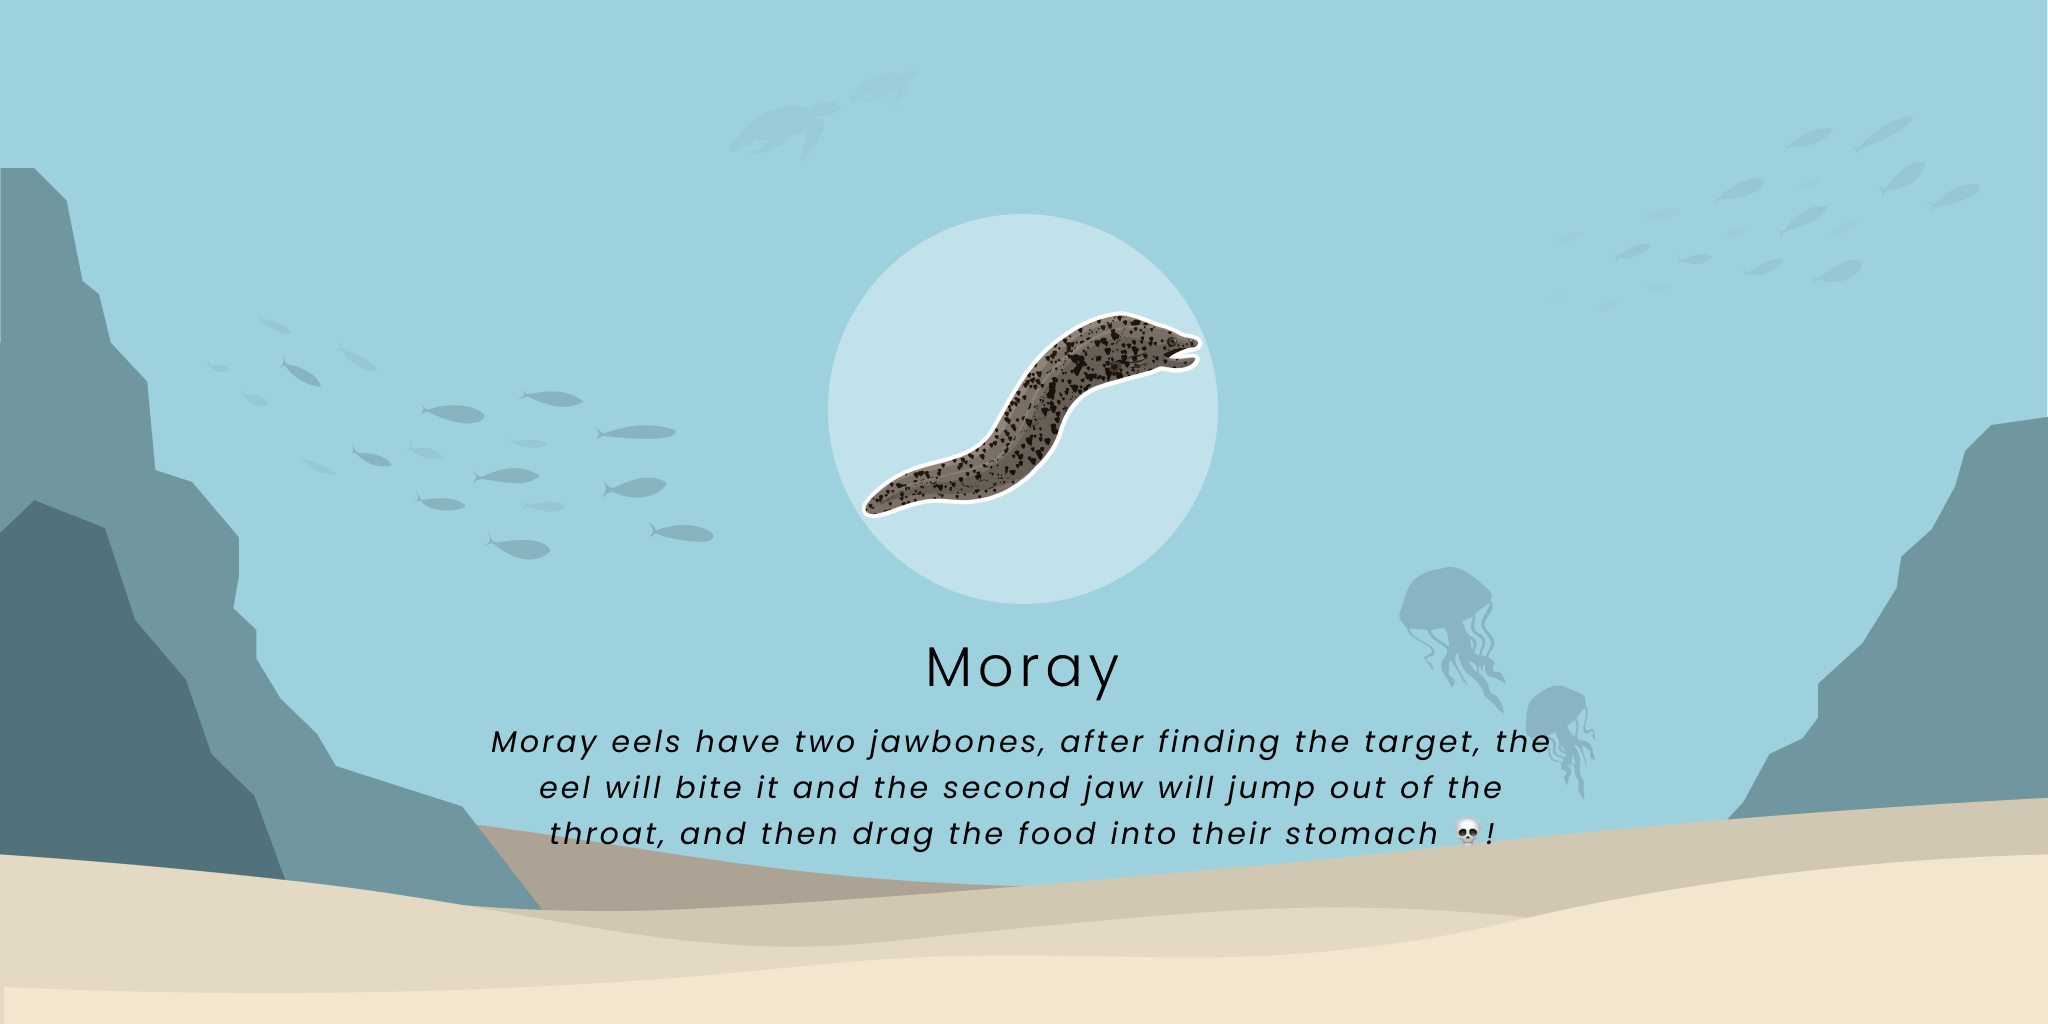 Moray
Moray eels have two jawbones, after finding the target, the
eel will bite it and the second jaw will jump out of the
throat, and then drag the food into their stomach 💀!